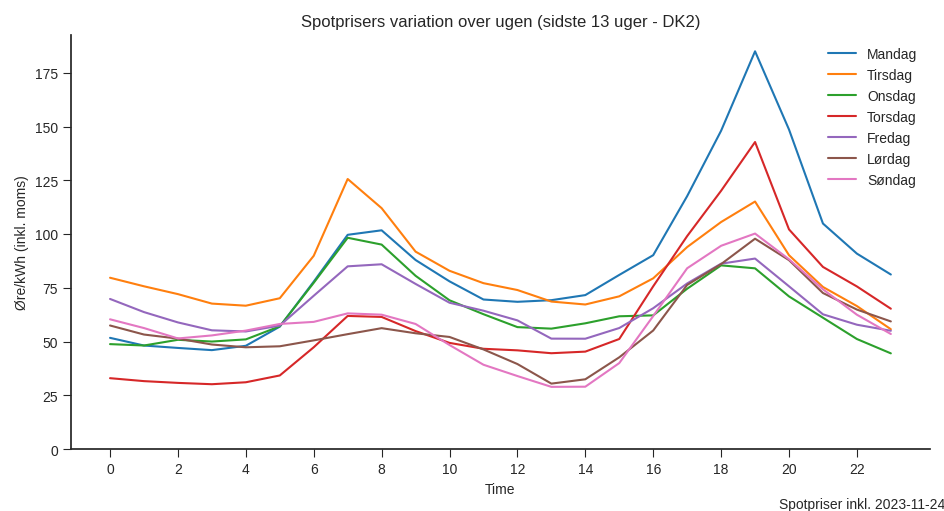 Spotprisers variation over ugen (sidste 13 uger - DK2)
Mandag
Tirsdag
Onsdag
Torsdag
Fredag
Lørdag
Søndag
Øre/kWh (inkl. moms)
175
150
125
100
75
50
25
0
0 2 4 6 8 10 12 14 16 18 20 22
Time
Spotpriser inkl. 2023-11-24